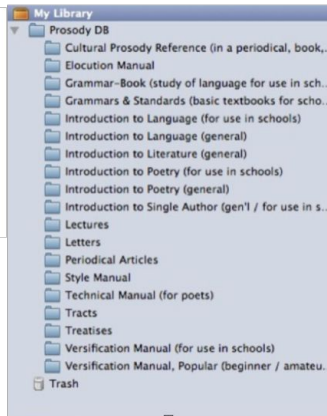 My Library
Prosody DB
Cultural Prosody Reference (in a periodical, book,..
Elocution Manual
Grammar-Book (study of language for use in sch..
Grammars & Standards (basic textbooks for scho..
Introduction to Language (for use in schools)
Introduction to Language (general)
Introduction to Literature (general)
Introduction to Poetry (for use in schools)
Introduction to Poetry (general)
Introduction to Single Author (gen'l / for use in s..
Lectures
Letters
Periodical Articles
Style Manual
Technical Manual (for poets)
Tracts
Treatises
Versification Manual (for use in schools)
Versification Manual, Popular (beginner / amateu..
Trash